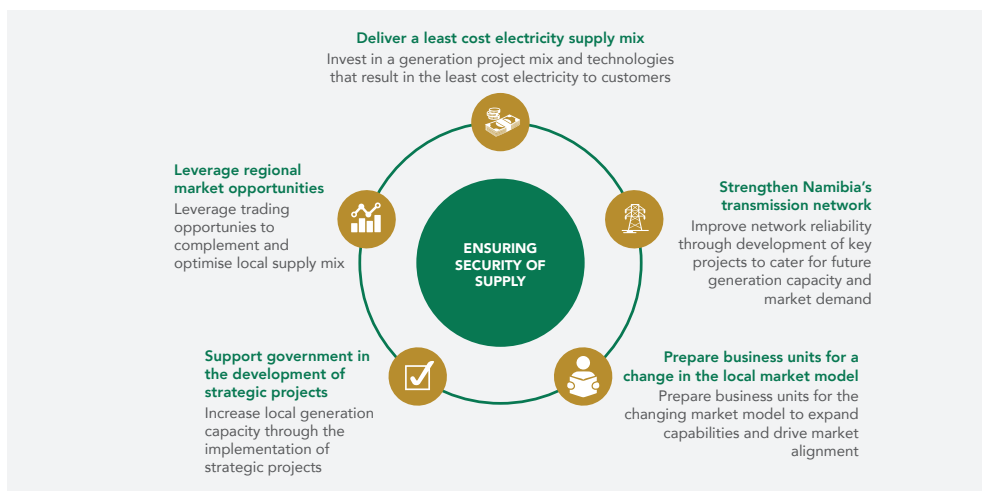 Deliver a least cost electricity supply mix
Invest in a generation project mix and technologies
that result in the least cost electricity to customers
Strengthen Namibia's
transmission network
Improve network reliability
through development of key
projects to cater for future
generation capacity and
market demand
Prepare business units for a
change in the local market model
Prepare business units for the
changing market model to expand
capabilities and drive market
alignment
Support government in
the development of
strategic projects
Increase local generation
capacity through the
implementation of
strategic projects
Leverage regional
market opportunities
Leverage trading
opportunies to
complement and
optimise local supply mix
ENSURING
SECURITY OF
SUPPLY